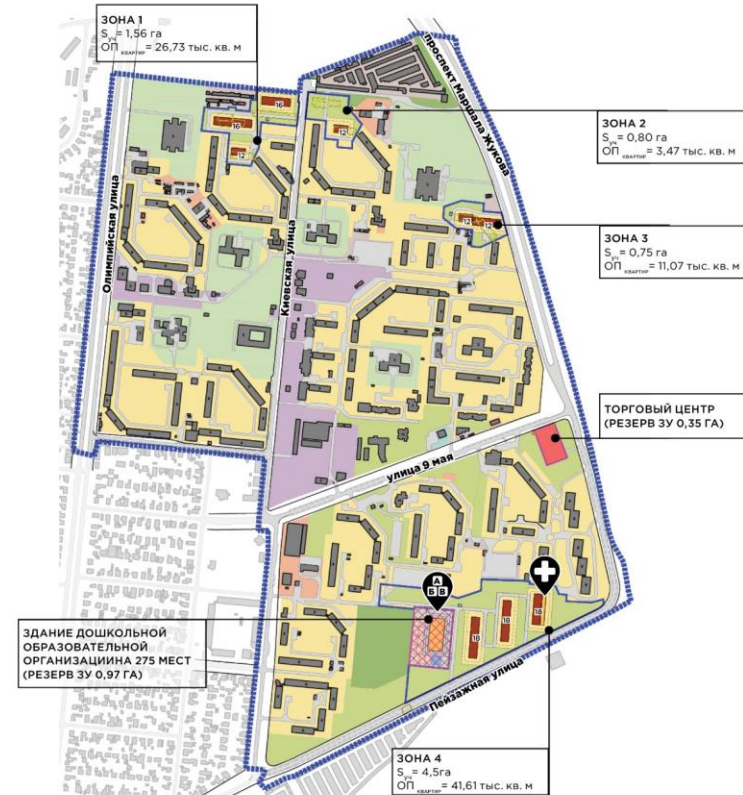 ЗОНА 1
S уч = 1,56 га
ОП квартир = 26,73 тыс. кв. м
проспект Маршала Жукова
16
16
12
12
ЗОНА 2
S уч = 0,80 га
ОП квартир = 3,47 тыс. кв. м
12 12
ЗОНА 3
S уч = 0,75 га
ОП квартир = 11,07 тыс. кв. м
Олимпийская улица
Киевская улица
ТОРГОВЫЙ ЦЕНТР
(РЕЗЕРВ ЗУ 0,35 ГА)
улица 9 мая
А
Б В
18
18
18
ЗДАНИЕ ДОШКОЛЬНОЙ
ОБРАЗОВАТЕЛЬНОЙ
ОРГАНИЗАЦИИНА 275 МЕСТ
(РЕЗЕРВ ЗУ 0,97 ГА)
Пейзажная улица
ЗОНА 4
S уч = 4,5га
ОП квартир = 41,61 тыс. кв. м